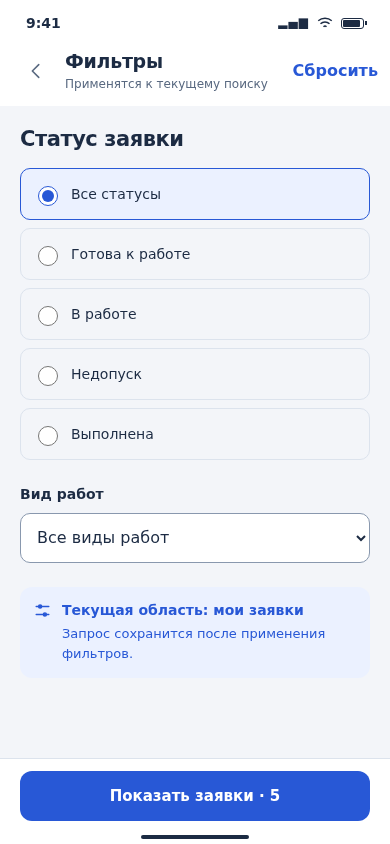 9:41
Фильтры
Применятся к текущему поиску
Сбросить
Статус заявки
Все статусы
Готова к работе
В работе
Недопуск
Выполнена
Вид работ
Все виды работ
Текущая область: мои заявки
Запрос сохранится после применения
фильтров.
Показать заявки · 5